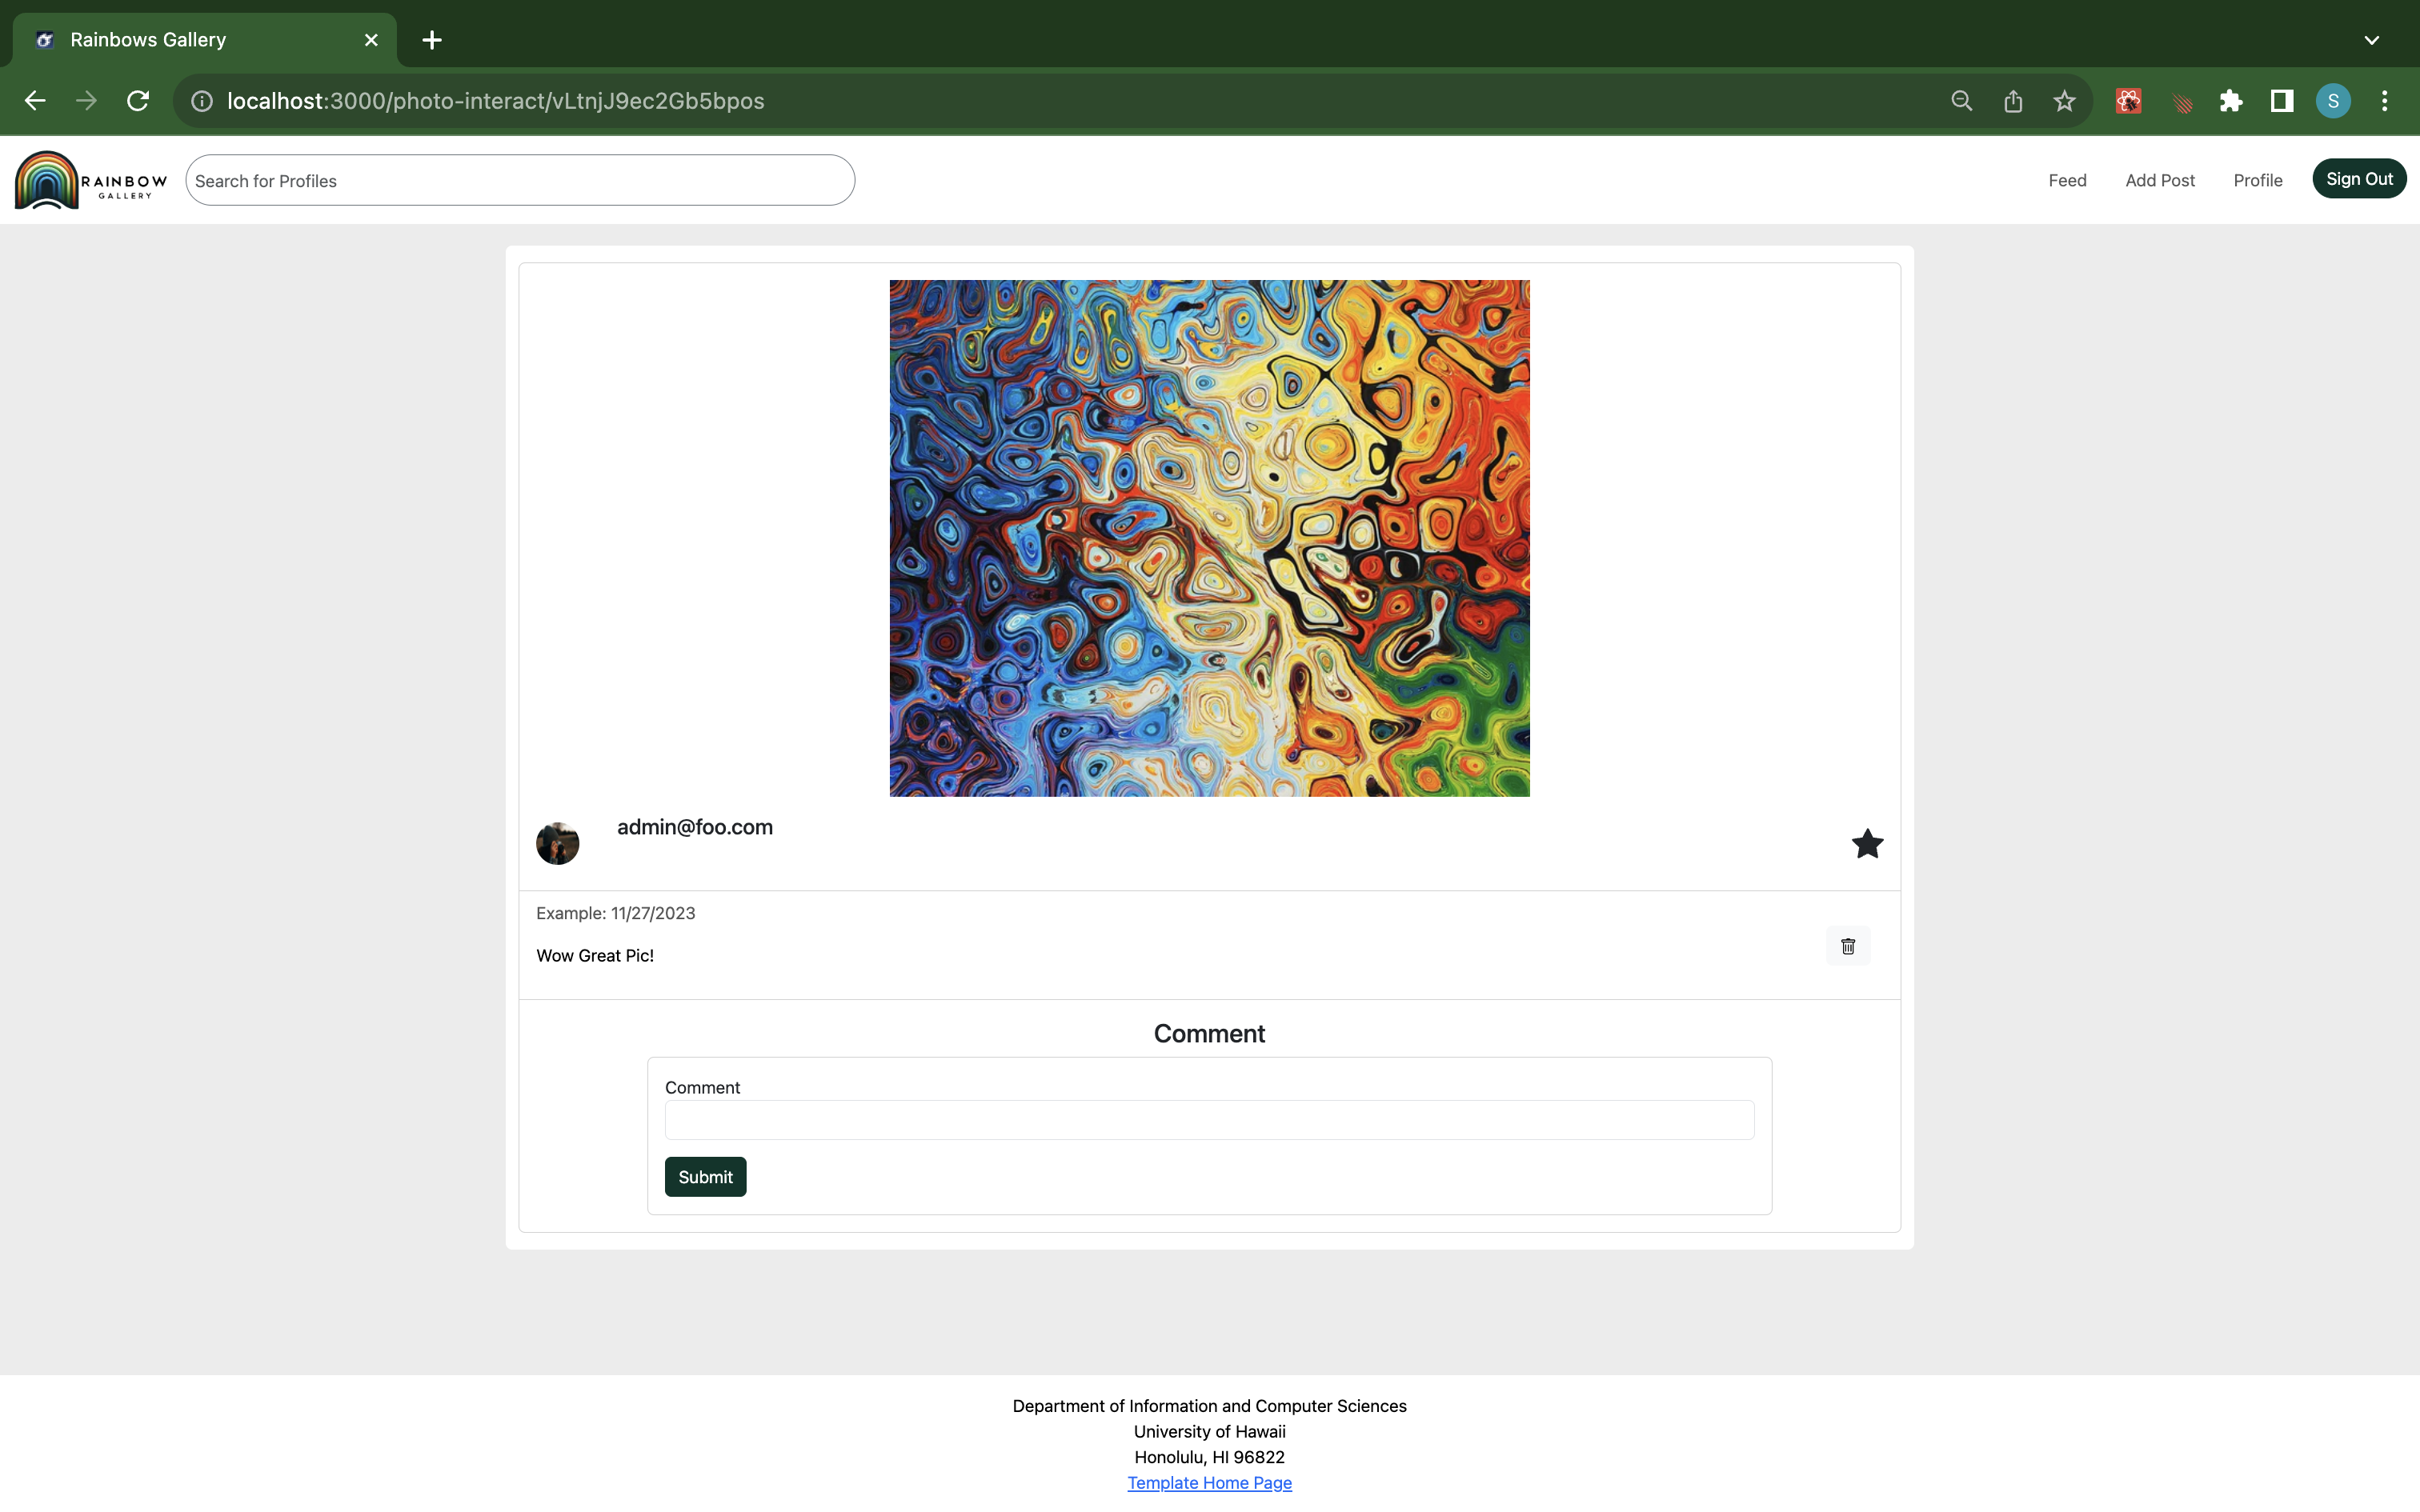 Rainbows Gallery
localhost:3000/photo-interact/vLtnjJ9ec2Gb5bpos
S
RAINBOW
GALLERY
Search for Profiles
Feed
Add Post
Profile
Sign Out
admin@foo.com
Example: 11/27/2023
Wow Great Pic!
Comment
Comment
Submit
Department of Information and Computer Sciences
University of Hawaii
Honolulu, HI 96822
Template Home Page